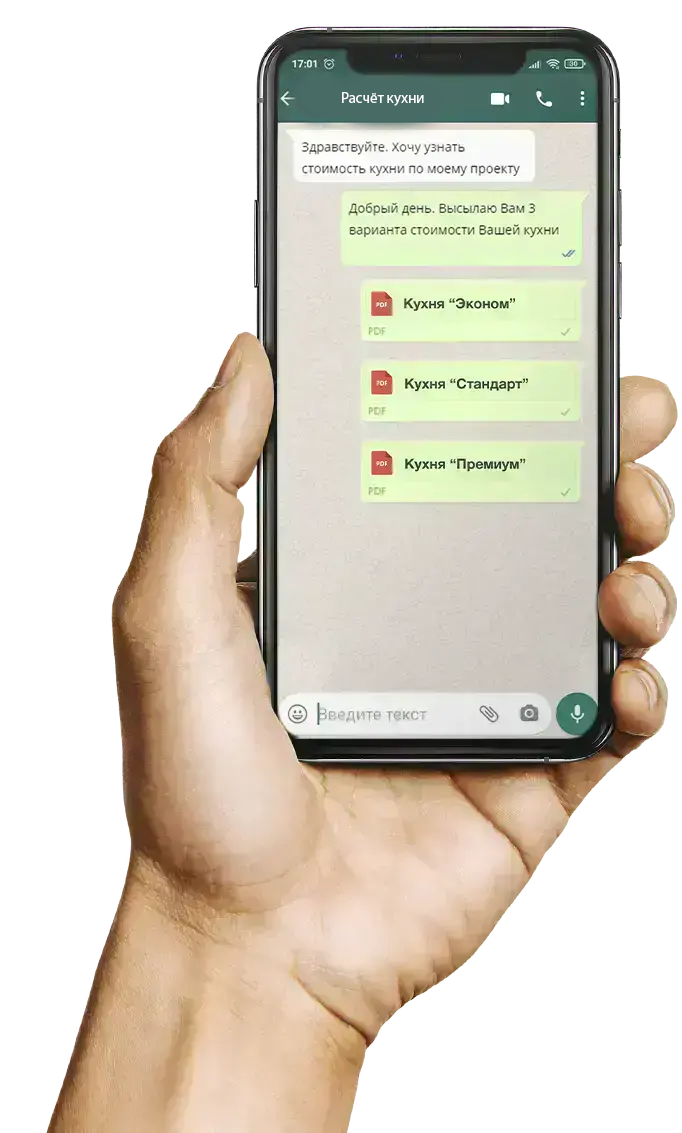 17:01
30
Расчёт кухни
Здравствуйте. Хочу узнать
стоимость кухни по моему проекту
Добрый день. Высылаю Вам 3
варианта стоимости Вашей кухни
PDF Кухня “Эконом”
PDF
PDF Кухня “Стандарт”
PDF
PDF Кухня “Премиум”
PDF
Введите текст